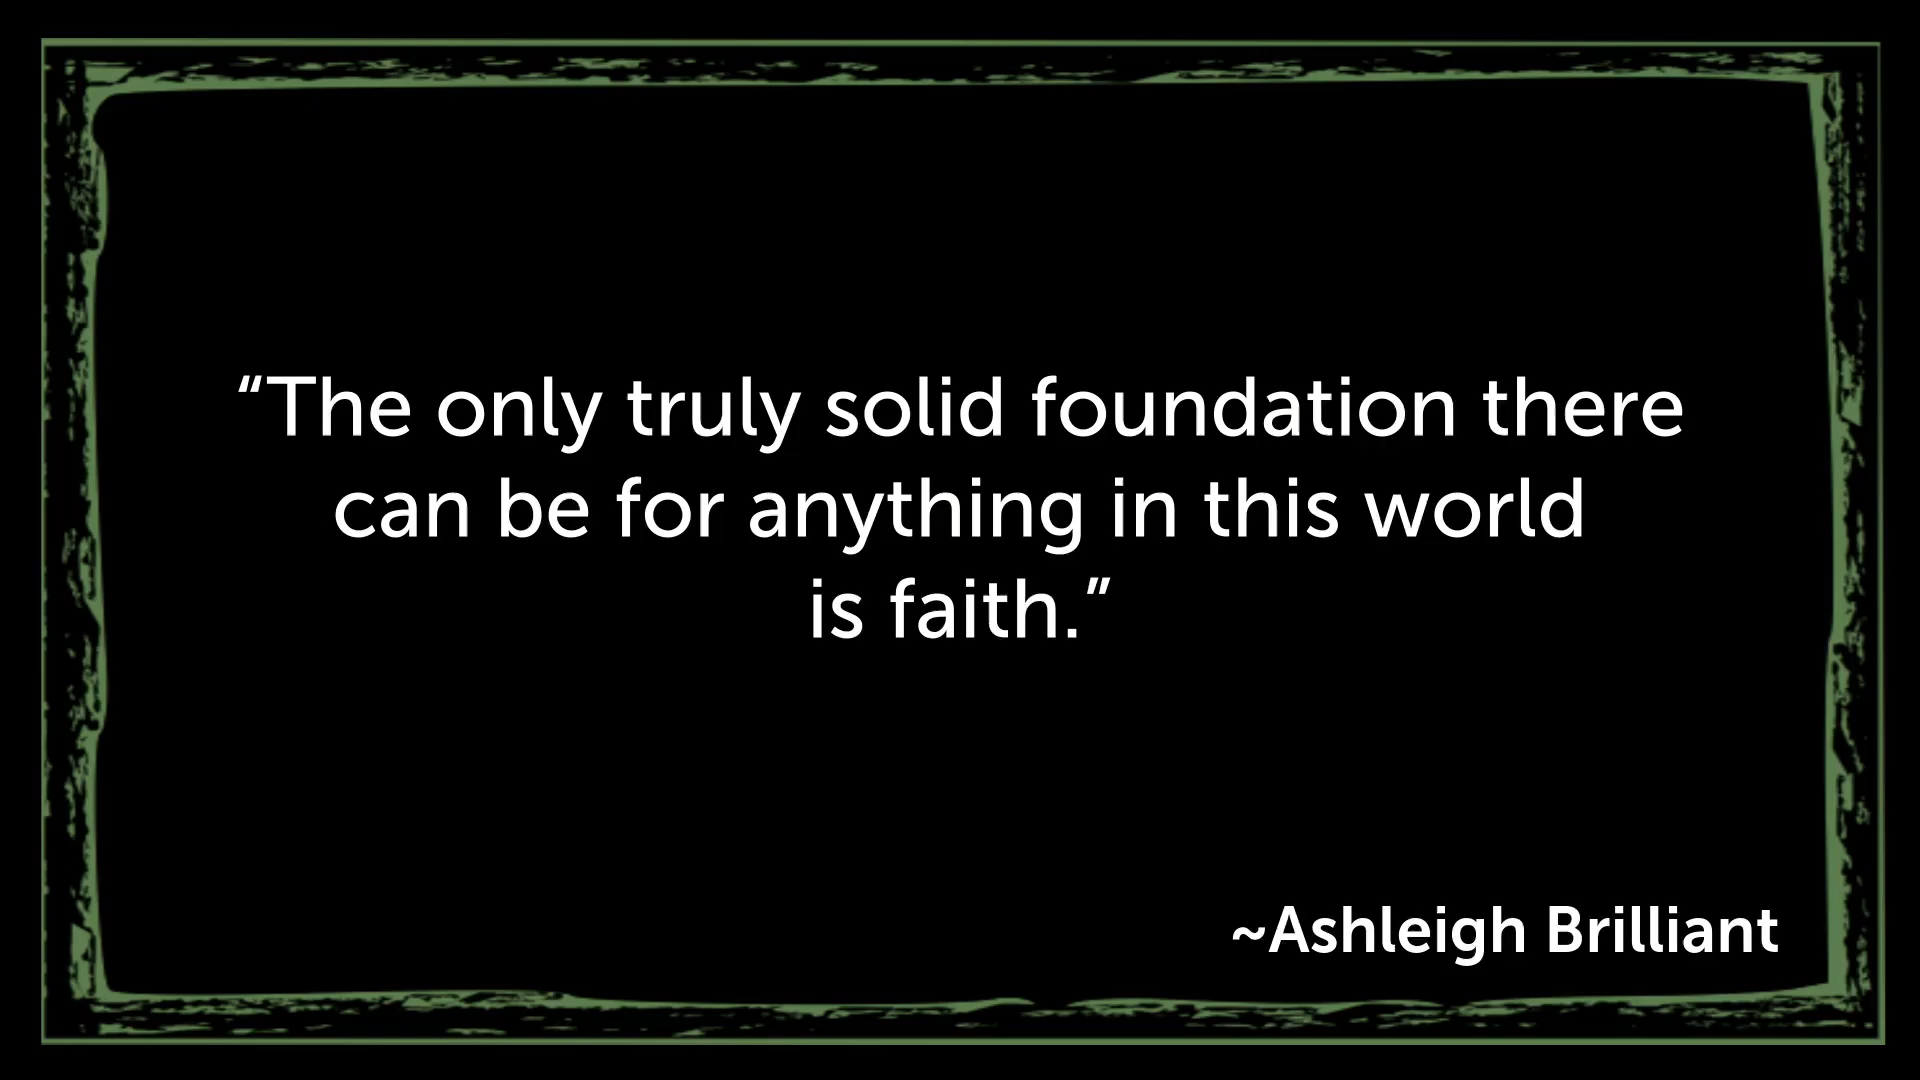 “The only truly solid foundation there
can be for anything in this world
is faith.”
~Ashleigh Brilliant